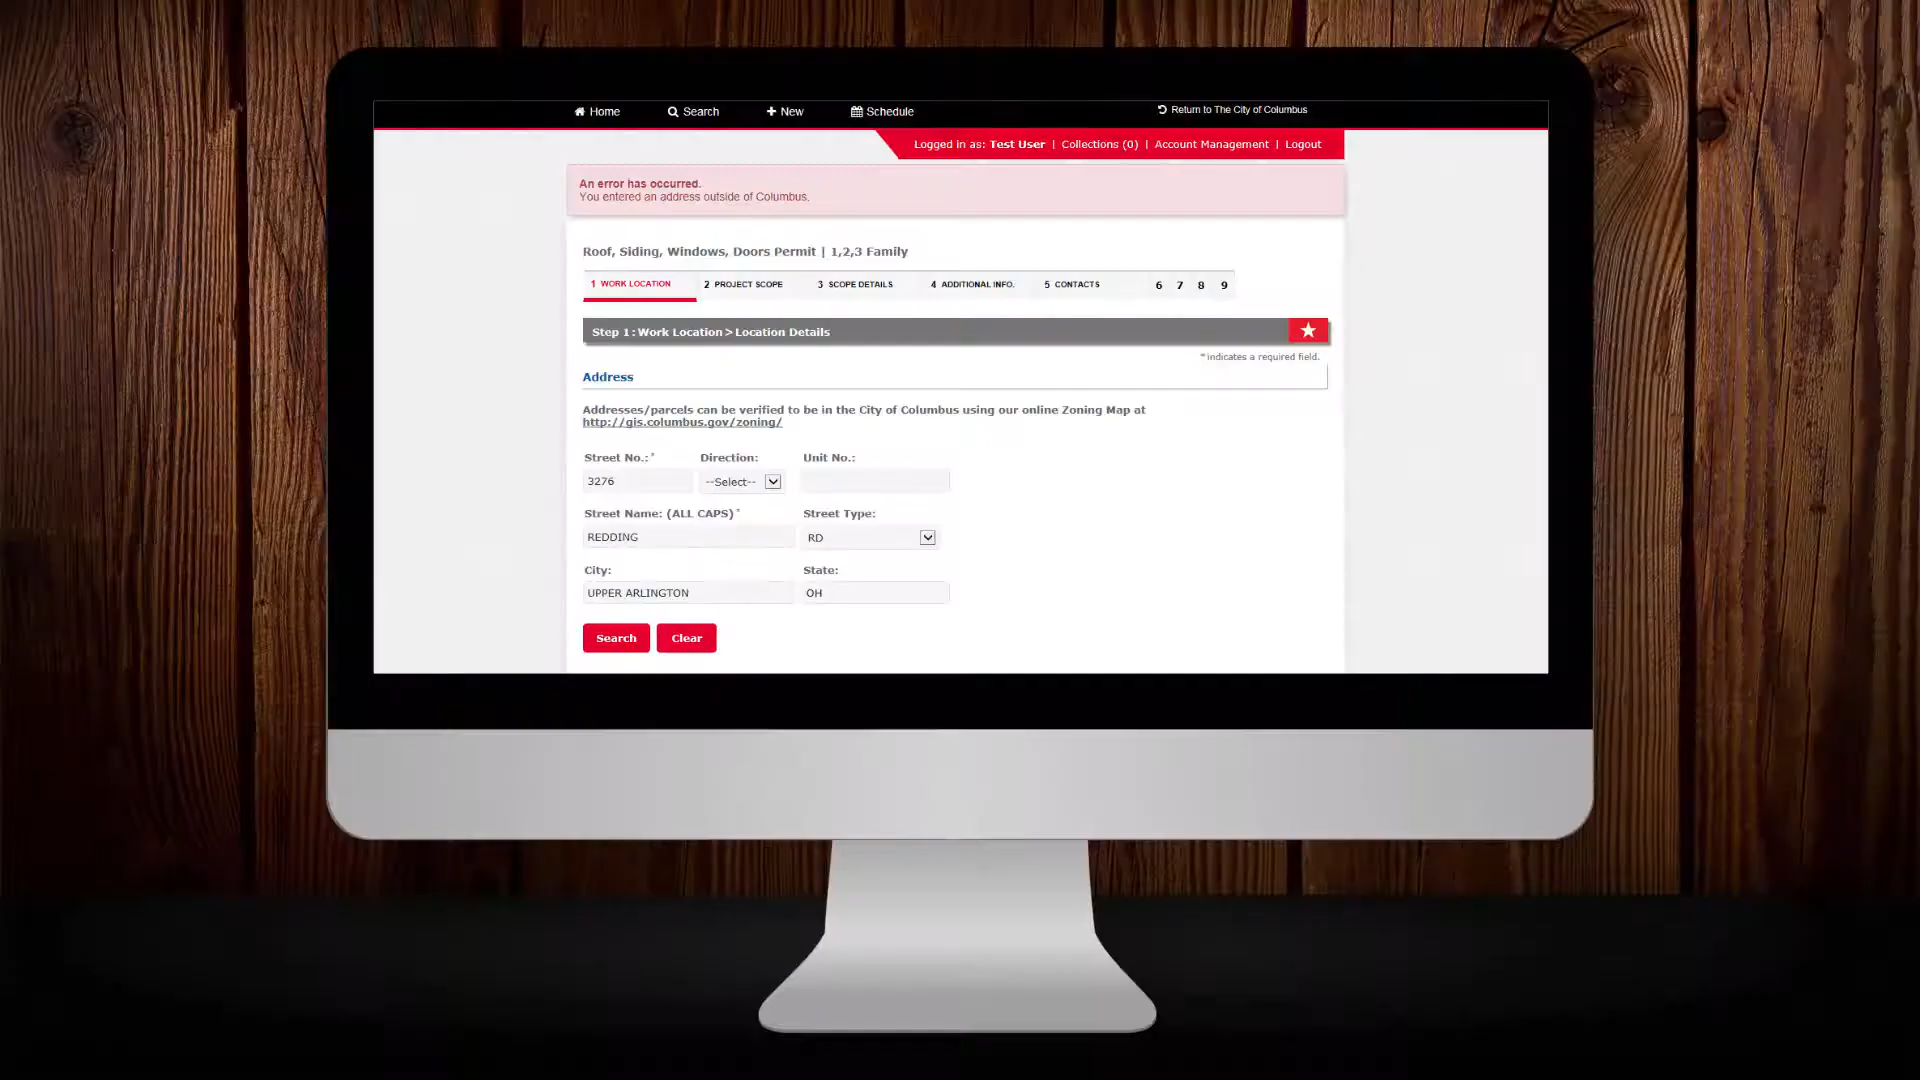 Home Search New Schedule Return to The City of Columbus
Logged in as: Test User | Collections (0) | Account Management | Logout
An error has occurred.
You entered an address outside of Columbus.
Roof, Siding, Windows, Doors Permit | 1,2,3 Family
1 WORK LOCATION 2 PROJECT SCOPE 3 SCOPE DETAILS 4 ADDITIONAL INFO. 5 CONTACTS 6 7 8 9
Step 1: Work Location > Location Details
* indicates a required field.
Address
Addresses/parcels can be verified to be in the City of Columbus using our online Zoning Map at
http://gis.columbus.gov/zoning/
Street No.: * Direction: Unit No.:
3276 --Select--
Street Name: (ALL CAPS) * Street Type:
REDDING RD
City: State:
UPPER ARLINGTON OH
Search Clear